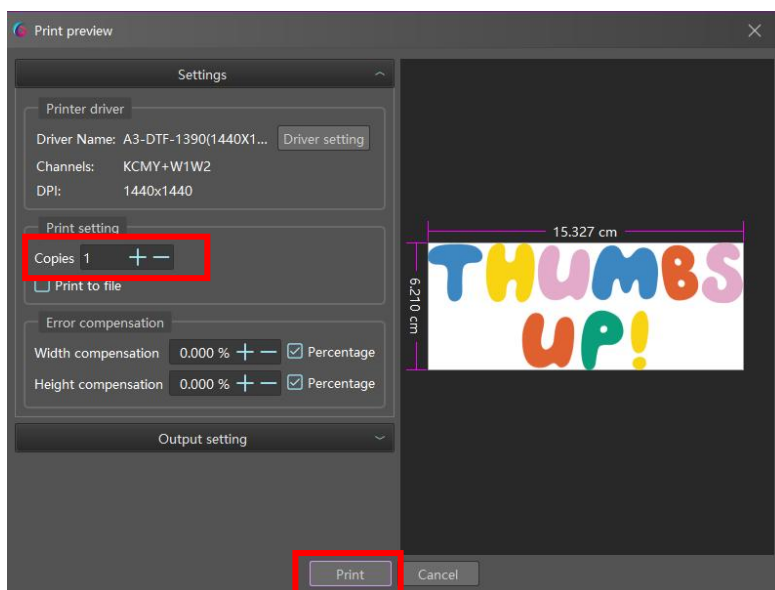 Print preview
Settings
Printer driver
Driver Name: A3-DTF-1390(1440X1... Driver setting
Channels: KCMY+W1W2
DPI: 1440x1440
Print setting
Copies 1
Print to file
Error compensation
Width compensation 0.000 % Percentage
Height compensation 0.000 % Percentage
Output setting
15.327 cm
6.210 cm
THUMBS
UP!
Print Cancel